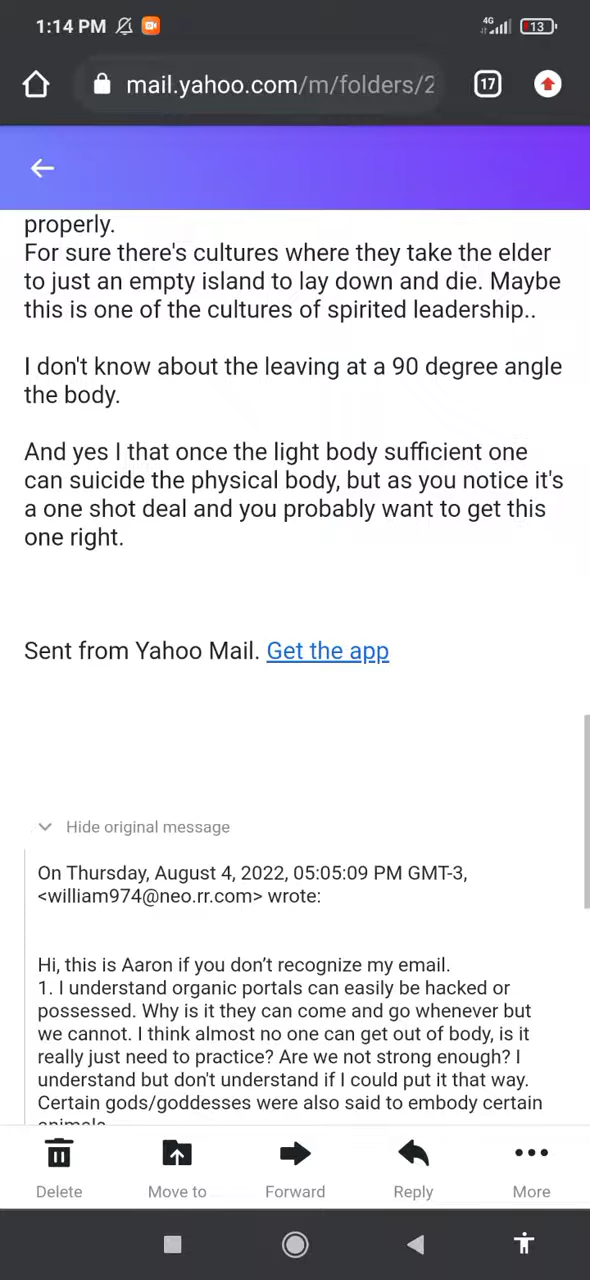 1:14 PM
4G
13
mail.yahoo.com/m/folders/2
17
properly.
For sure there's cultures where they take the elder
to just an empty island to lay down and die. Maybe
this is one of the cultures of spirited leadership..
I don't know about the leaving at a 90 degree angle
the body.
And yes I that once the light body sufficient one
can suicide the physical body, but as you notice it's
a one shot deal and you probably want to get this
one right.
Sent from Yahoo Mail. Get the app
Hide original message
On Thursday, August 4, 2022, 05:05:09 PM GMT-3,
<william974@neo.rr.com> wrote:
Hi, this is Aaron if you don’t recognize my email.
1. I understand organic portals can easily be hacked or
possessed. Why is it they can come and go whenever but
we cannot. I think almost no one can get out of body, is it
really just need to practice? Are we not strong enough? I
understand but don't understand if I could put it that way.
Certain gods/goddesses were also said to embody certain
animals
Delete
Move to
Forward
Reply
More